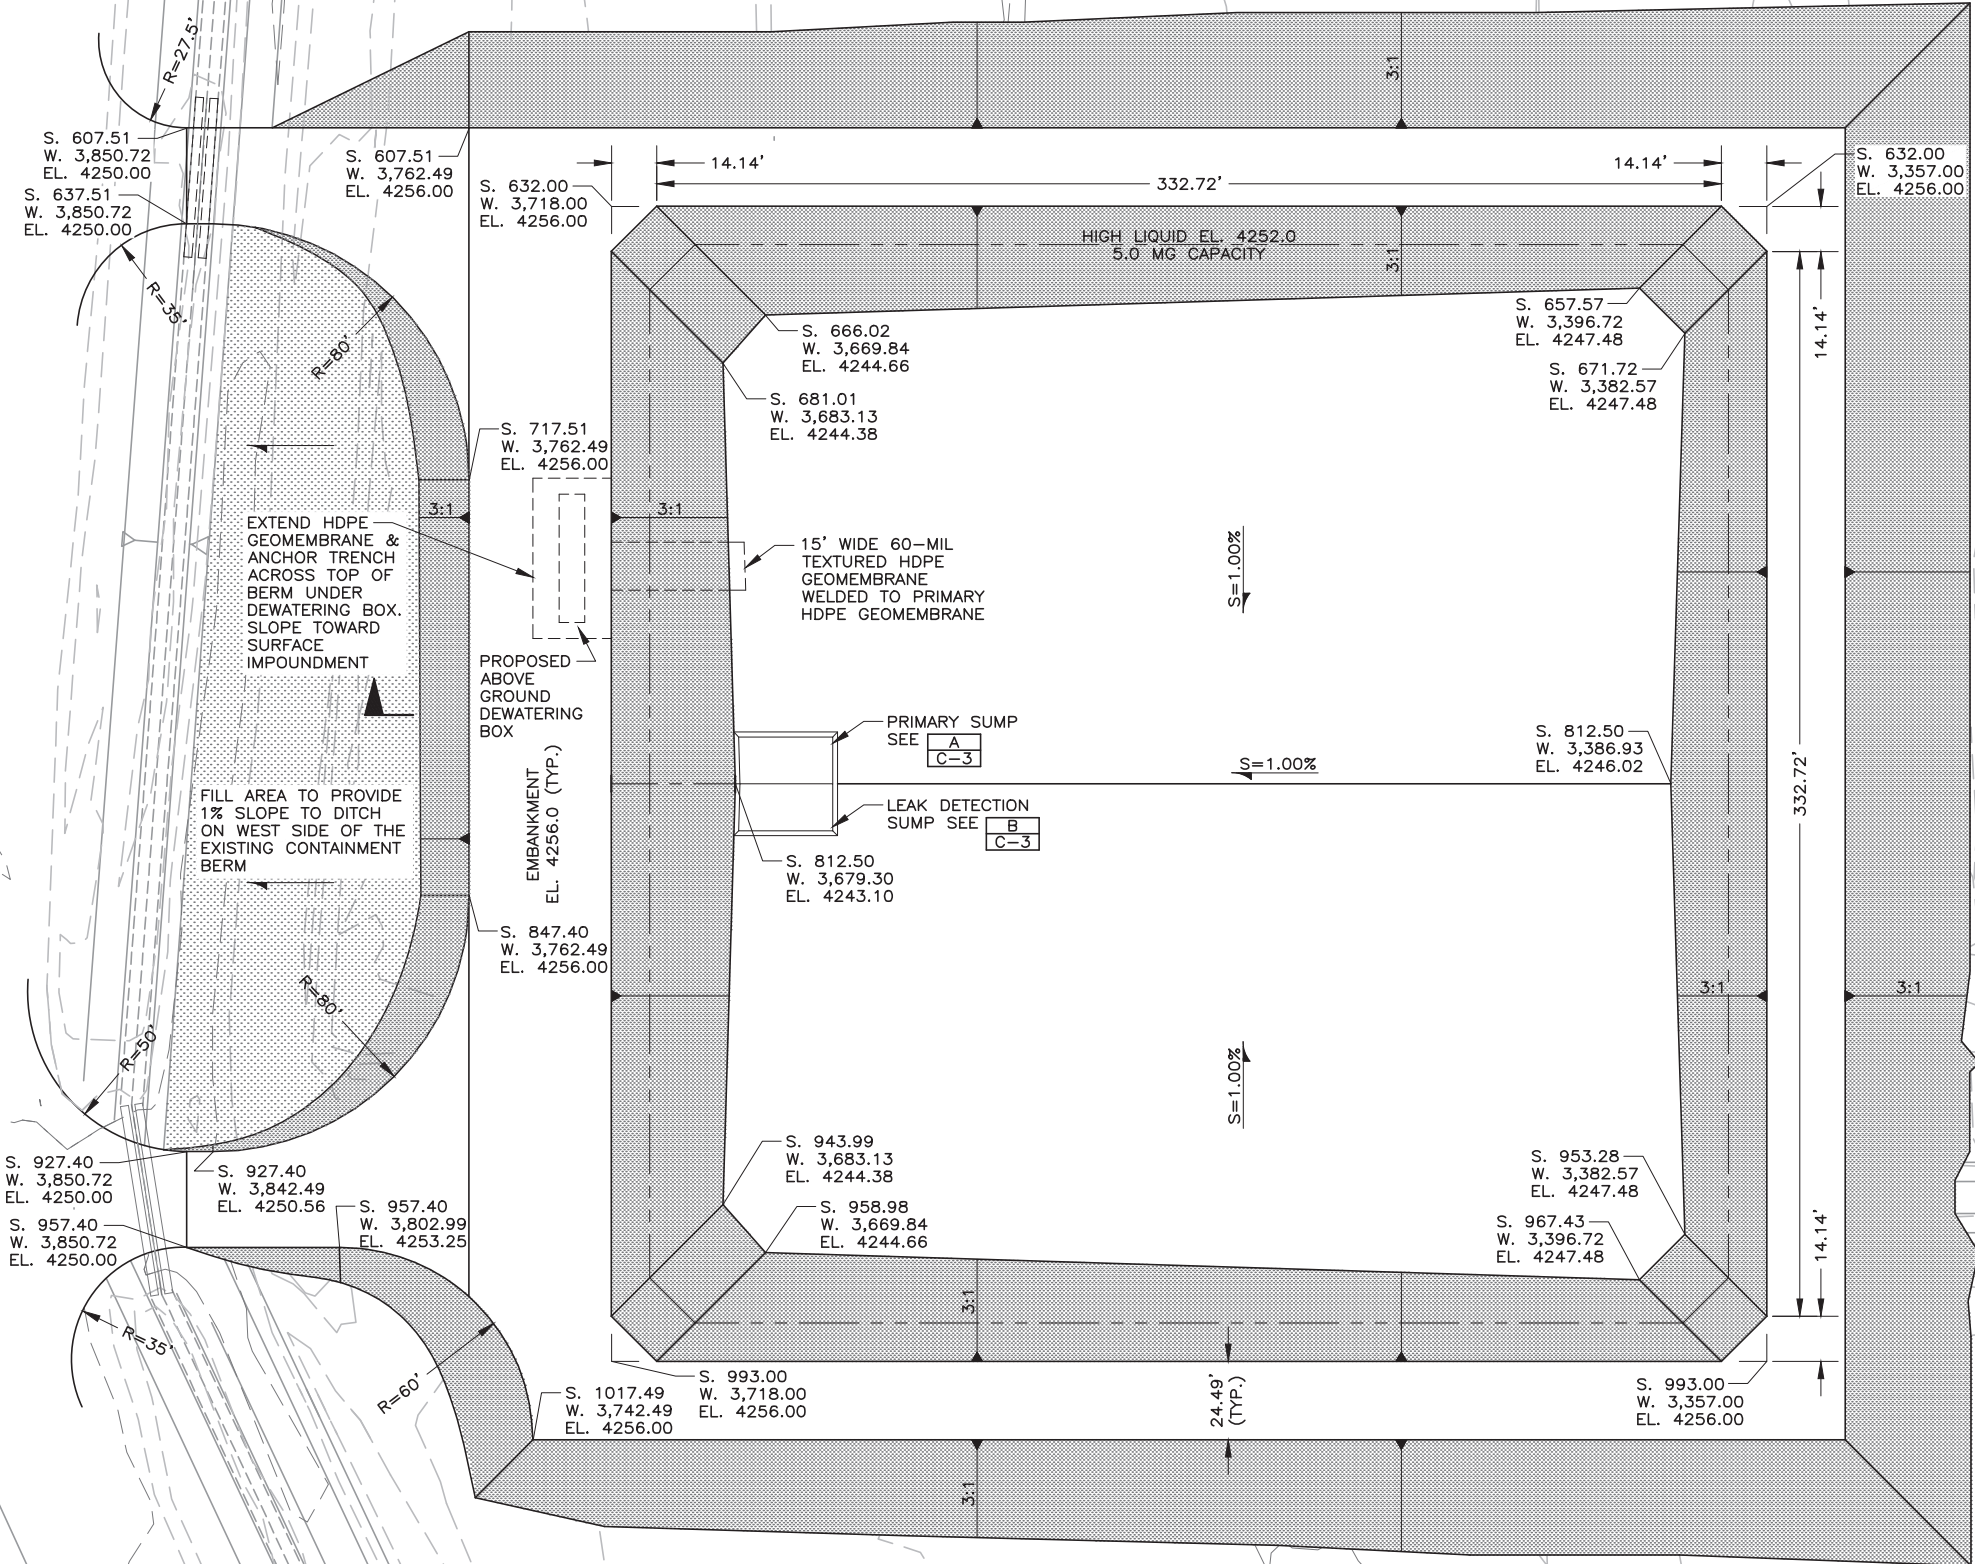 R=27.5'
S. 607.51
W. 3,850.72
EL. 4250.00
S. 637.51
W. 3,850.72
EL. 4250.00
S. 607.51
W. 3,762.49
EL. 4256.00
S. 632.00
W. 3,718.00
EL. 4256.00
14.14'
332.72'
14.14'
S. 632.00
W. 3,357.00
EL. 4256.00
3:1
HIGH LIQUID EL. 4252.0
5.0 MG CAPACITY
3:1
R=35'
R=80'
S. 666.02
W. 3,669.84
EL. 4244.66
S. 681.01
W. 3,683.13
EL. 4244.38
S. 657.57
W. 3,396.72
EL. 4247.48
S. 671.72
W. 3,382.57
EL. 4247.48
14.14'
S. 717.51
W. 3,762.49
EL. 4256.00
3:1
3:1
EXTEND HDPE
GEOMEMBRANE &
ANCHOR TRENCH
ACROSS TOP OF
BERM UNDER
DEWATERING BOX.
SLOPE TOWARD
SURFACE
IMPOUNDMENT
15' WIDE 60-MIL
TEXTURED HDPE
GEOMEMBRANE
WELDED TO PRIMARY
HDPE GEOMEMBRANE
S=1.00%
PROPOSED
ABOVE
GROUND
DEWATERING
BOX
PRIMARY SUMP
SEE A
C-3
S=1.00%
S. 812.50
W. 3,386.93
EL. 4246.02
332.72'
EMBANKMENT
EL. 4256.0 (TYP.)
FILL AREA TO PROVIDE
1% SLOPE TO DITCH
ON WEST SIDE OF THE
EXISTING CONTAINMENT
BERM
LEAK DETECTION
SUMP SEE B
C-3
S. 812.50
W. 3,679.30
EL. 4243.10
S. 847.40
W. 3,762.49
EL. 4256.00
R=80'
3:1
3:1
R=50'
S=1.00%
S. 927.40
W. 3,850.72
EL. 4250.00
S. 927.40
W. 3,842.49
EL. 4250.56
S. 957.40
W. 3,850.72
EL. 4250.00
S. 957.40
W. 3,802.99
EL. 4253.25
S. 943.99
W. 3,683.13
EL. 4244.38
S. 958.98
W. 3,669.84
EL. 4244.66
S. 953.28
W. 3,382.57
EL. 4247.48
S. 967.43
W. 3,396.72
EL. 4247.48
14.14'
3:1
R=35'
R=60'
S. 1017.49
W. 3,742.49
EL. 4256.00
S. 993.00
W. 3,718.00
EL. 4256.00
24.49'
(TYP.)
S. 993.00
W. 3,357.00
EL. 4256.00
3:1